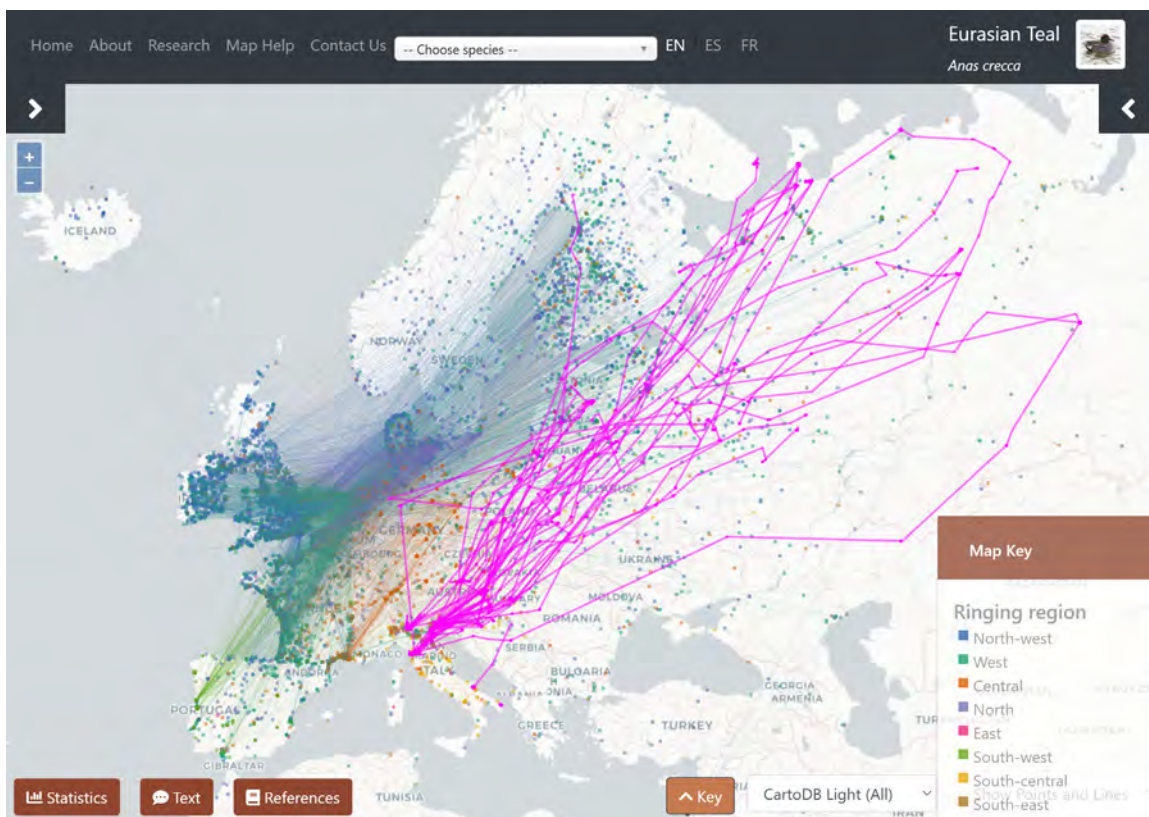 Home About Research Map Help Contact Us -- Choose species -- EN ES FR
Eurasian Teal
Anas crecca
+
−
ICELAND
NORWAY
SWEDEN
BELARUS
POLAND
GERMANY
UKRAINE
MOLDOVA
ROMANIA
MONACO
SERBIA
ITALY
ANDORRA
BULGARIA
PORTUGAL
GREECE
TURKEY
GEORGIA
ARMENIA
GIBRALTAR
TUNISIA
IRAN
Map Key
Ringing region
North-west
West
Central
North
East
South-west
South-central
South-east
Statistics
Text
References
Key
CartoDB Light (All)
Show Points and Lines